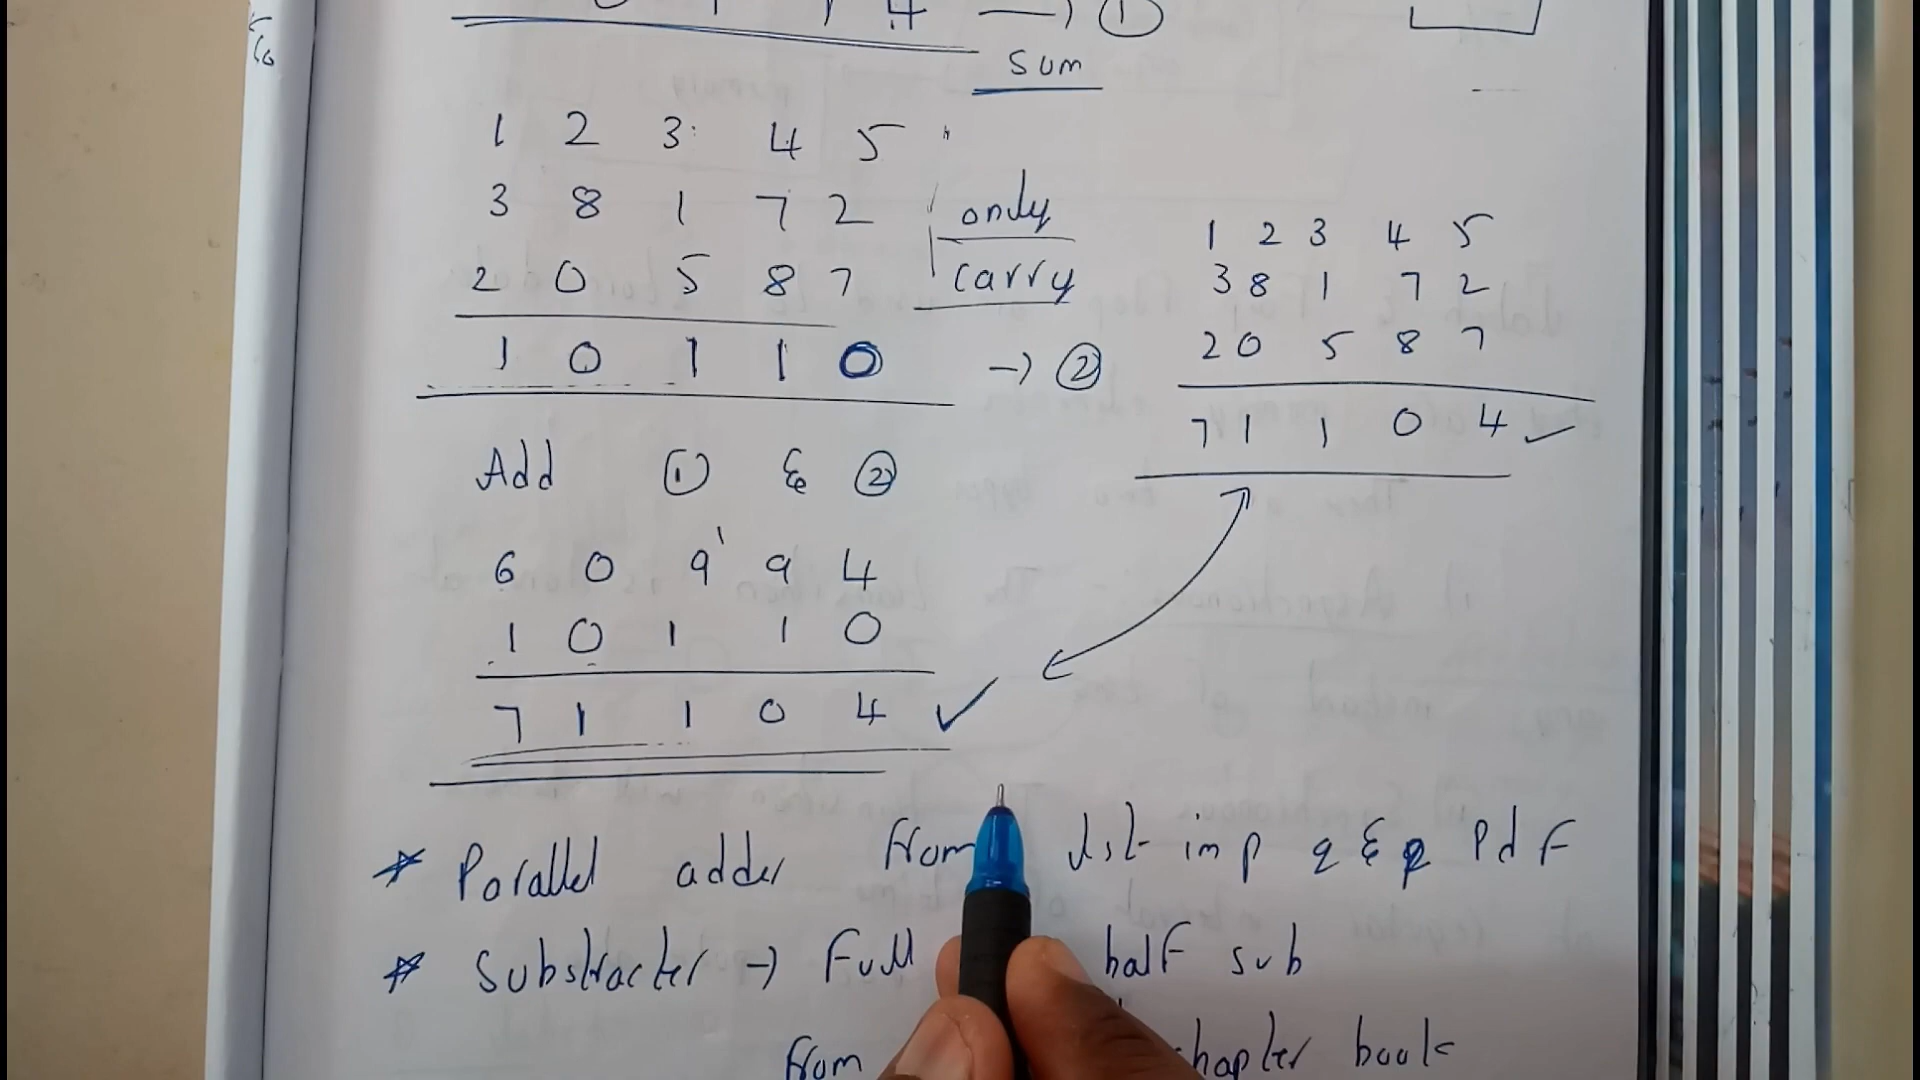 4 → ①
sum
1 2 3 4 5
3 8 1 7 2 only
2 0 5 8 7 carry
1 0 1 1 0 → ②
1 2 3 4 5
3 8 1 7 2
2 0 5 8 7
7 1 1 0 4 ✓
Add ① & ②
1
6 0 9 9 4
1 0 1 1 0
7 1 1 0 4 ✓
* Parallel adder from imp q & p Pdf
* Substracter → Full half sub
from chapter book